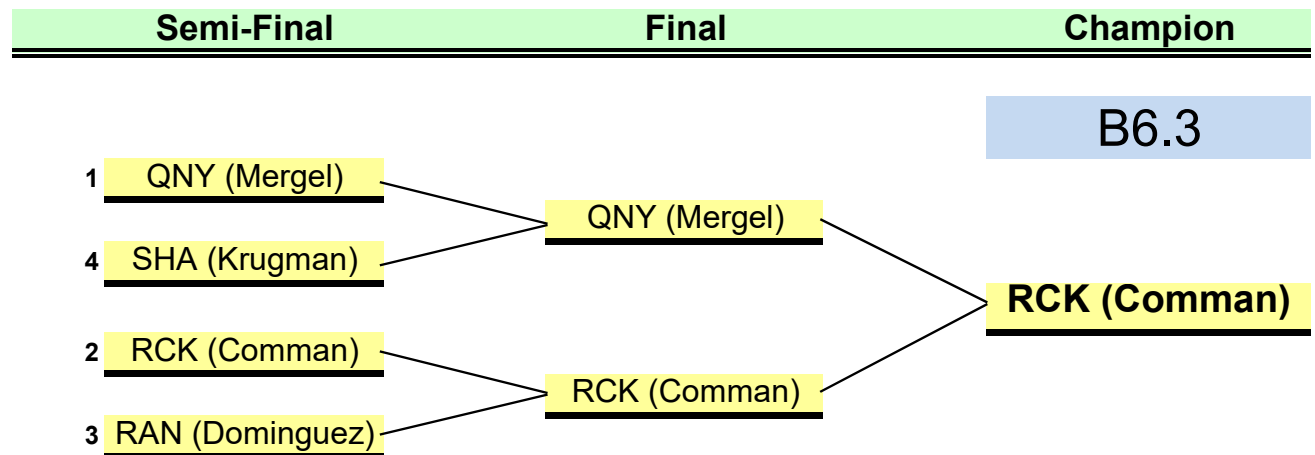 Semi-Final Final Champion
B6.3
1 QNY (Mergel)
QNY (Mergel)
4 SHA (Krugman)
RCK (Comman)
2 RCK (Comman)
RCK (Comman)
3 RAN (Dominguez)